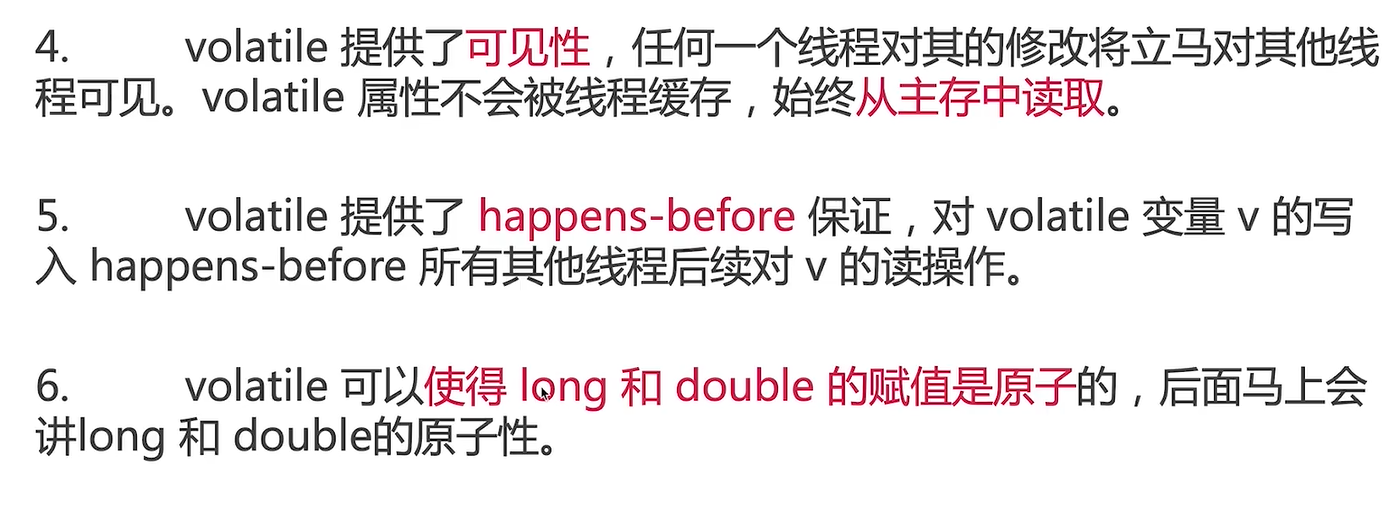 4. volatile 提供了可见性，任何一个线程对其的修改将立马对其他线
程可见。volatile 属性不会被线程缓存，始终从主存中读取。
5. volatile 提供了 happens-before 保证，对 volatile 变量 v 的写
入 happens-before 所有其他线程后续对 v 的读操作。
6. volatile 可以使得 long 和 double 的赋值是原子的，后面马上会
讲long 和 double的原子性。